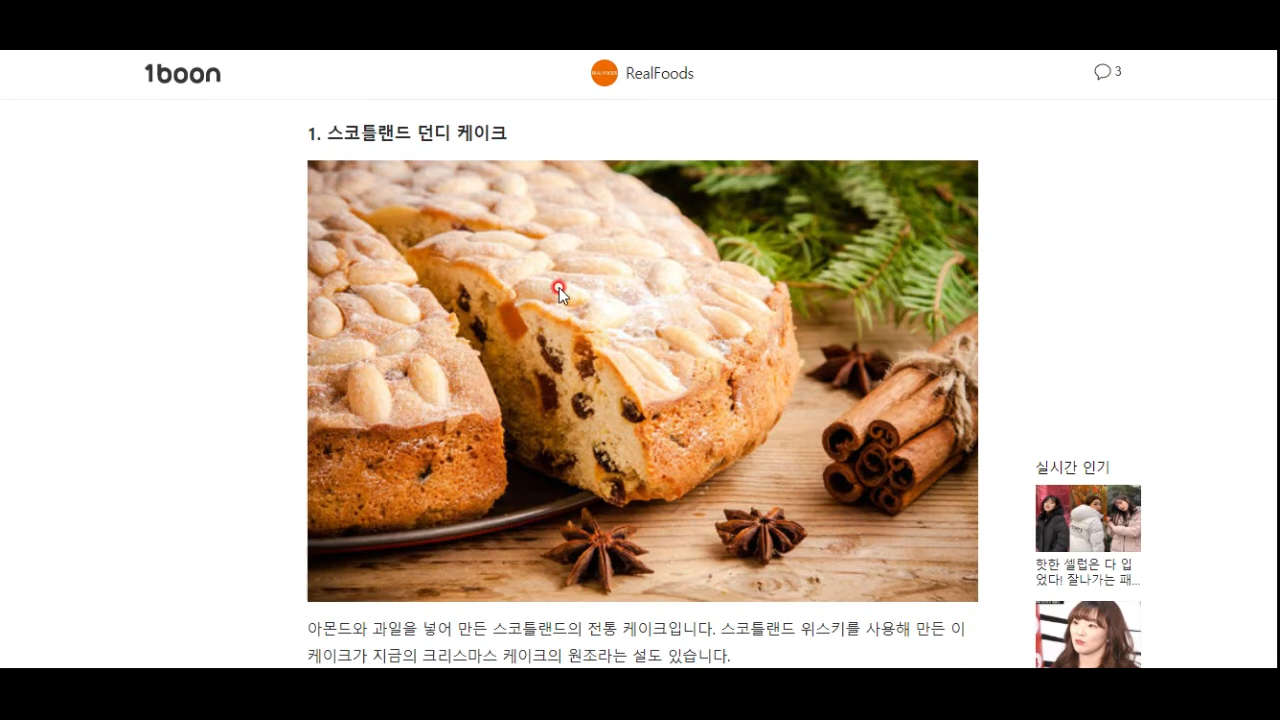 1boon
RealFoods
3
1. 스코틀랜드 던디 케이크
아몬드와 과일을 넣어 만든 스코틀랜드의 전통 케이크입니다. 스코틀랜드 위스키를 사용해 만든 이
케이크가 지금의 크리스마스 케이크의 원조라는 설도 있습니다.
실시간 인기
핫한 셀럽은 다 입
었다! 잘나가는 패...